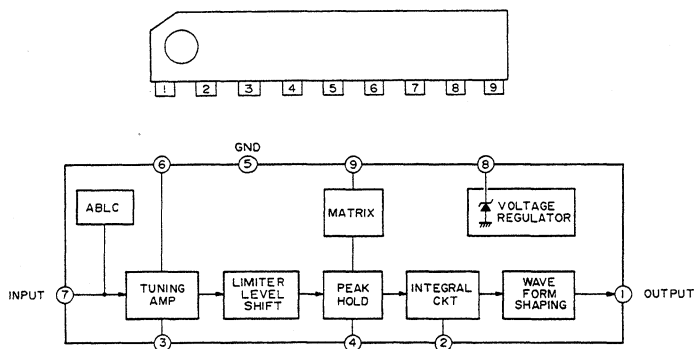 1 2 3 4 5 6 7 8 9
GND
6 5 9 8
ABLC
MATRIX
VOLTAGE
REGULATOR
INPUT 7
TUNING
AMP
LIMITER
LEVEL
SHIFT
PEAK
HOLD
INTEGRAL
CKT
WAVE
FORM
SHAPING
1 OUTPUT
3 4 2